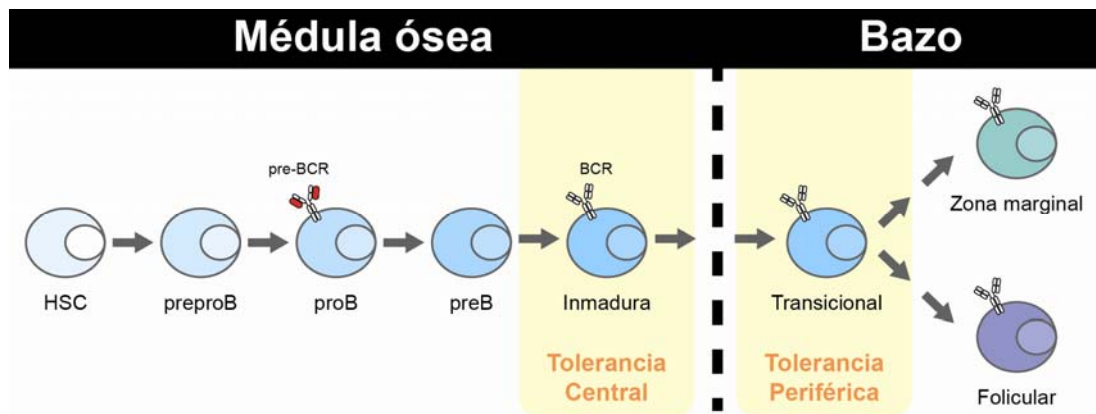 Médula ósea
Bazo
pre-BCR
BCR
Zona marginal
HSC
preproB
proB
preB
Inmadura
Transicional
Tolerancia
Central
Tolerancia
Periférica
Folicular